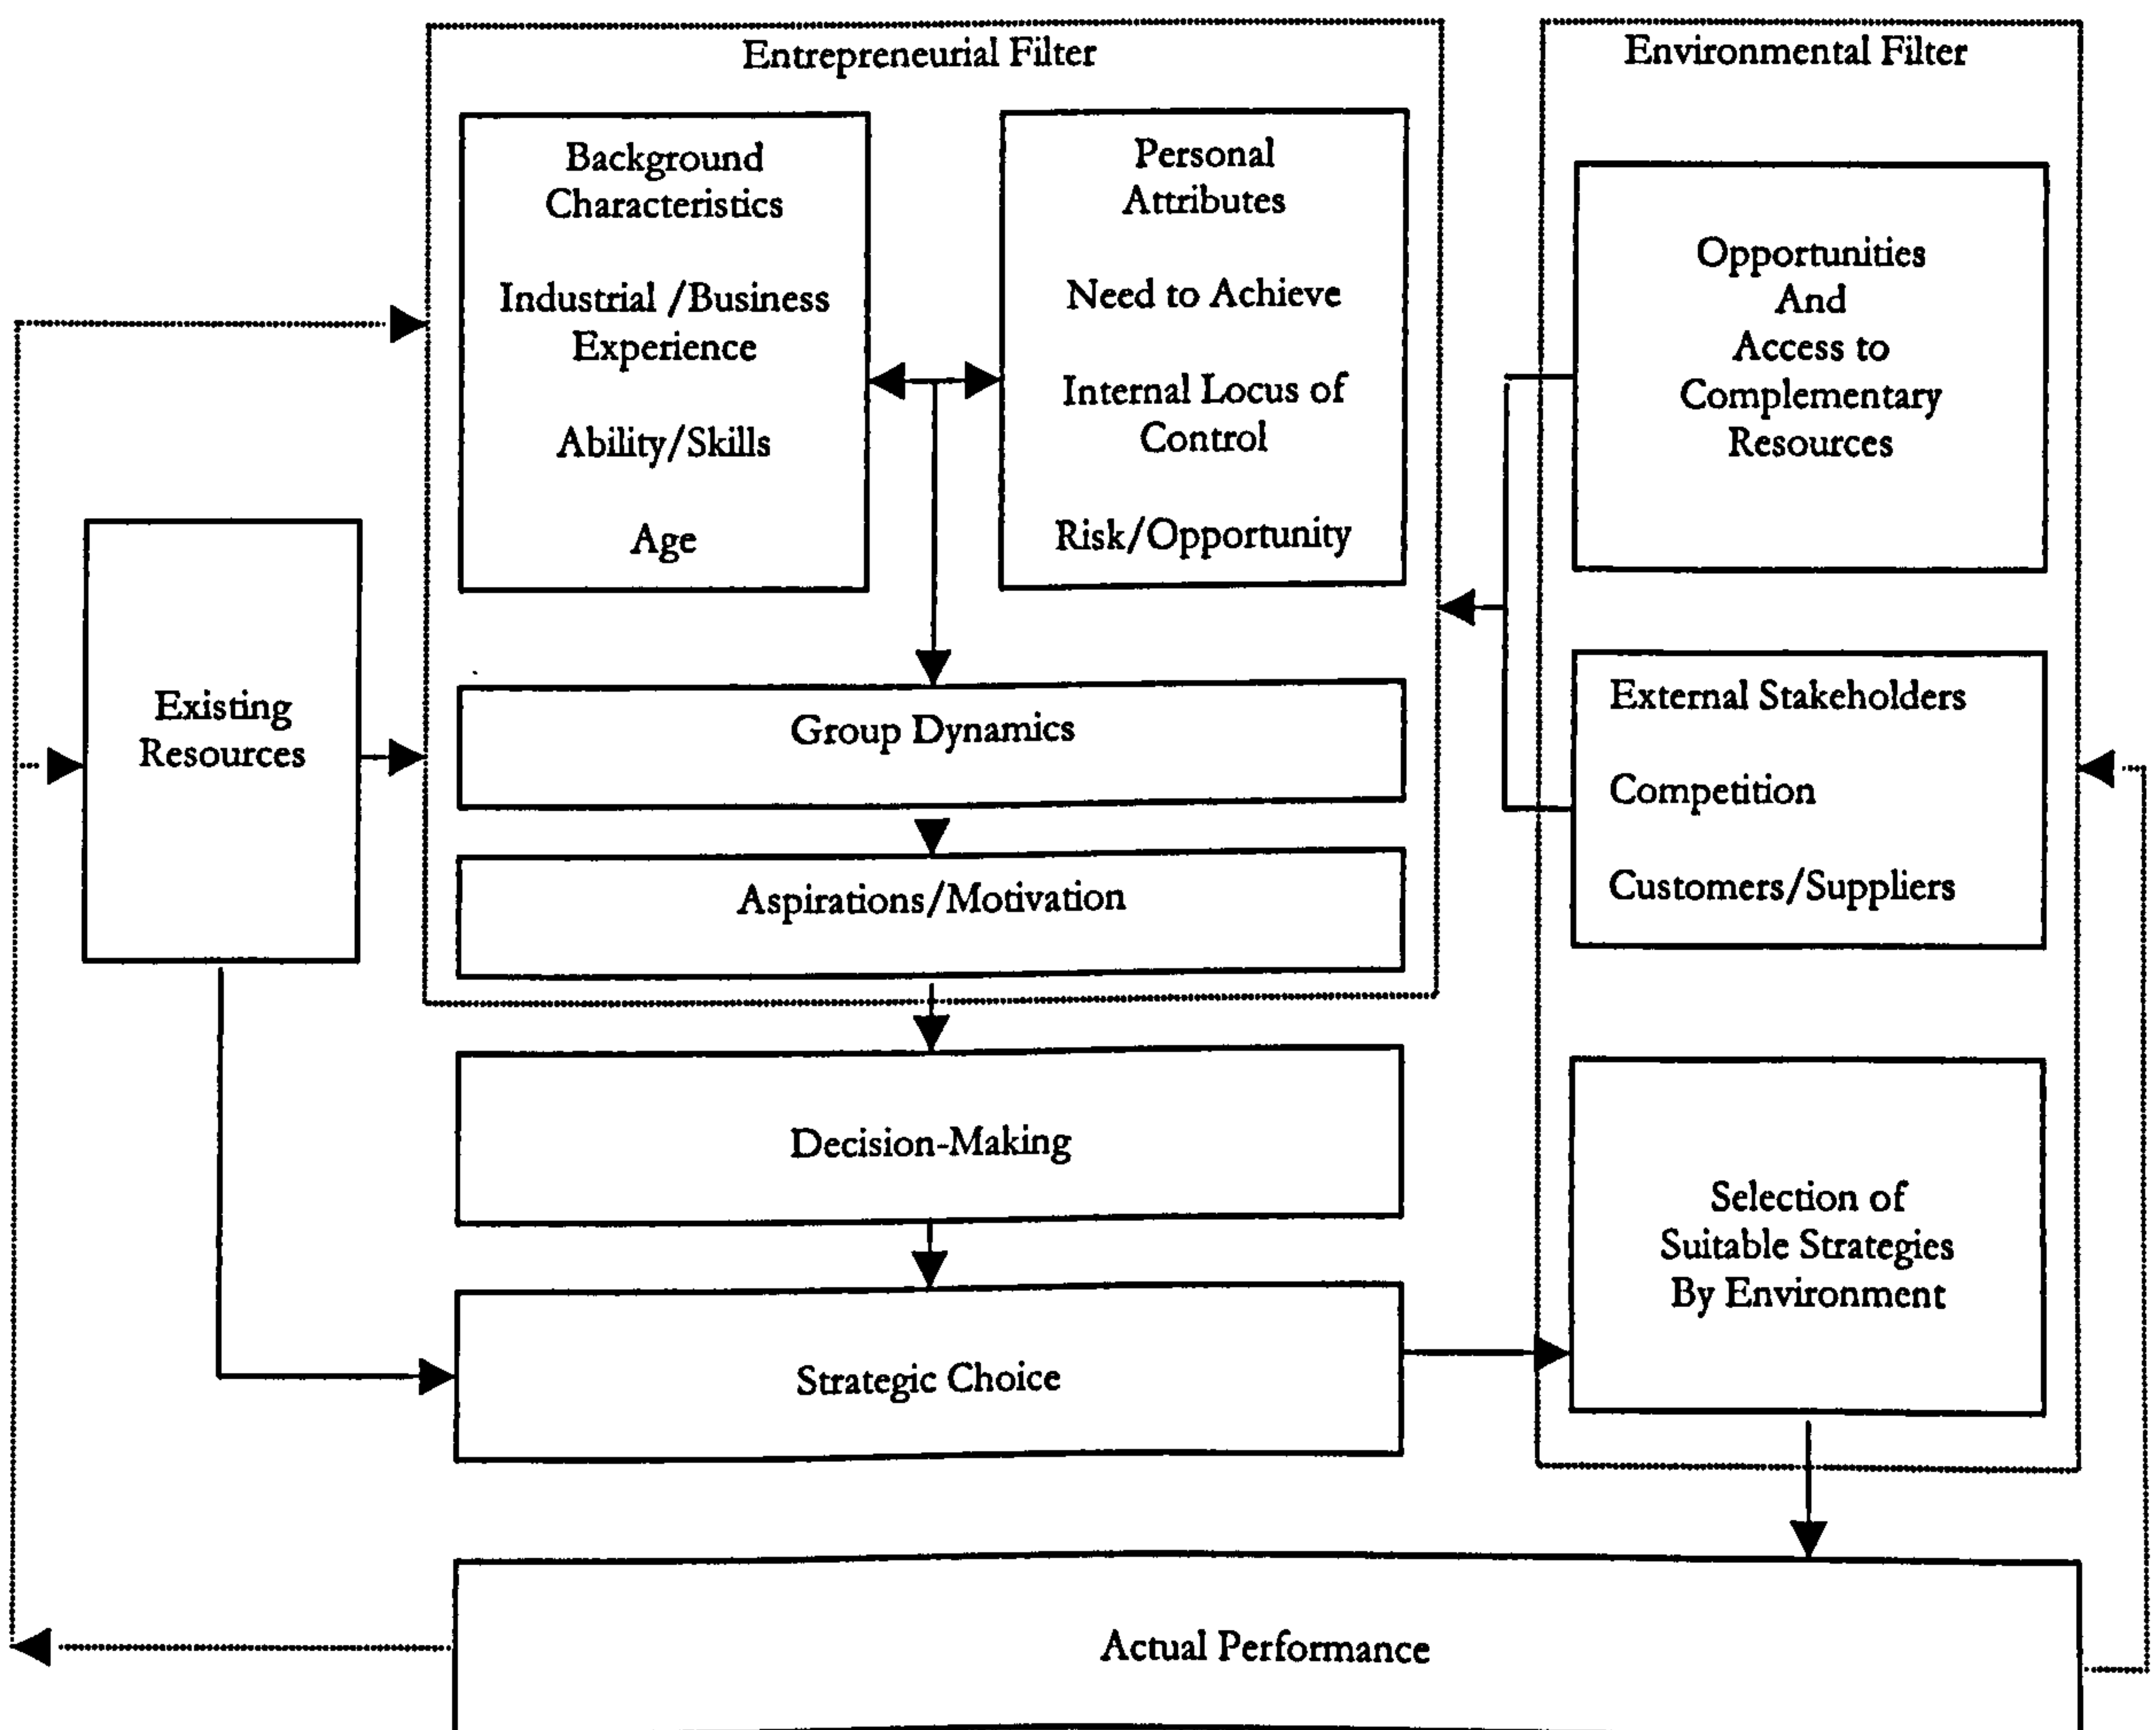 Entrepreneurial Filter
Background
Characteristics
Industrial /Business
Experience
Ability/Skills
Age
Personal
Attributes
Need to Achieve
Internal Locus of
Control
Risk/Opportunity
Existing
Resources
Group Dynamics
Aspirations/Motivation
Decision-Making
Strategic Choice
Environmental Filter
Opportunities
And
Access to
Complementary
Resources
External Stakeholders
Competition
Customers/Suppliers
Selection of
Suitable Strategies
By Environment
Actual Performance